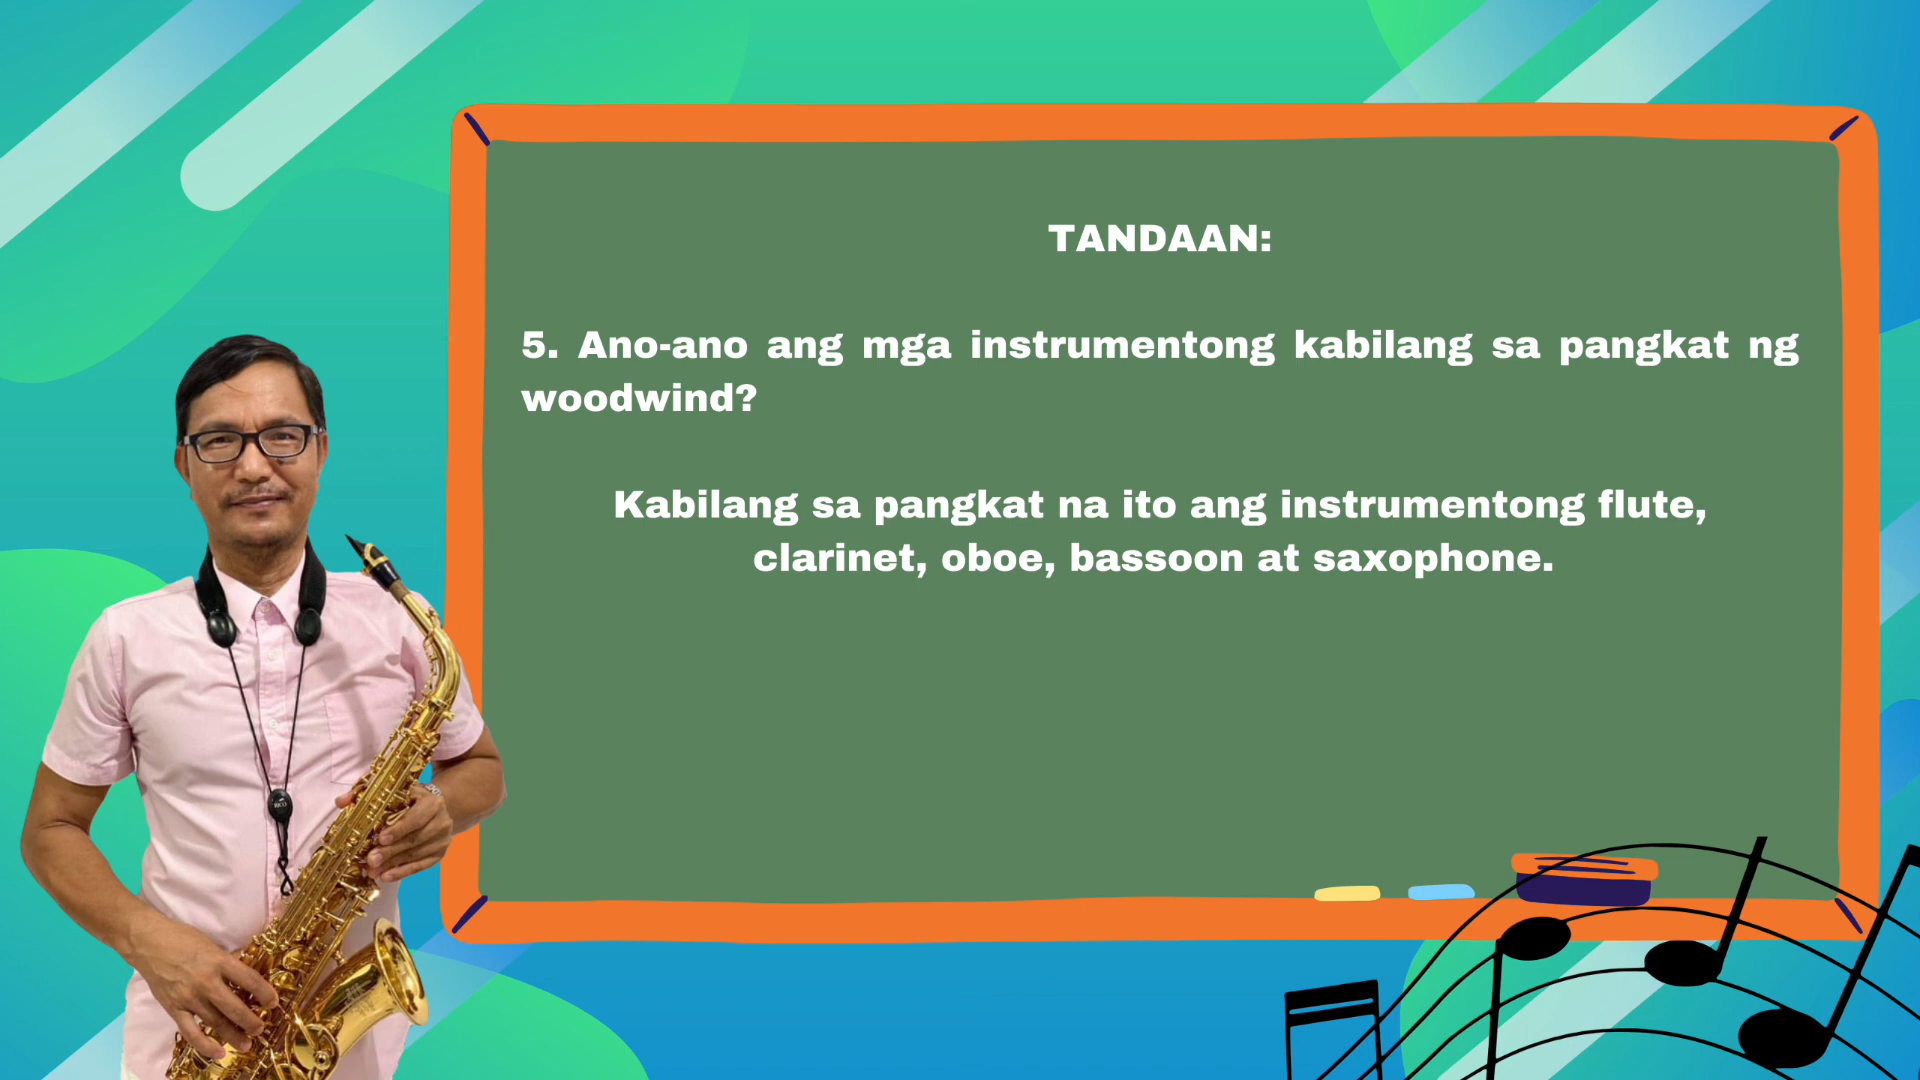 TANDAAN:
5. Ano-ano ang mga instrumentong kabilang sa pangkat ng
woodwind?
Kabilang sa pangkat na ito ang instrumentong flute,
clarinet, oboe, bassoon at saxophone.